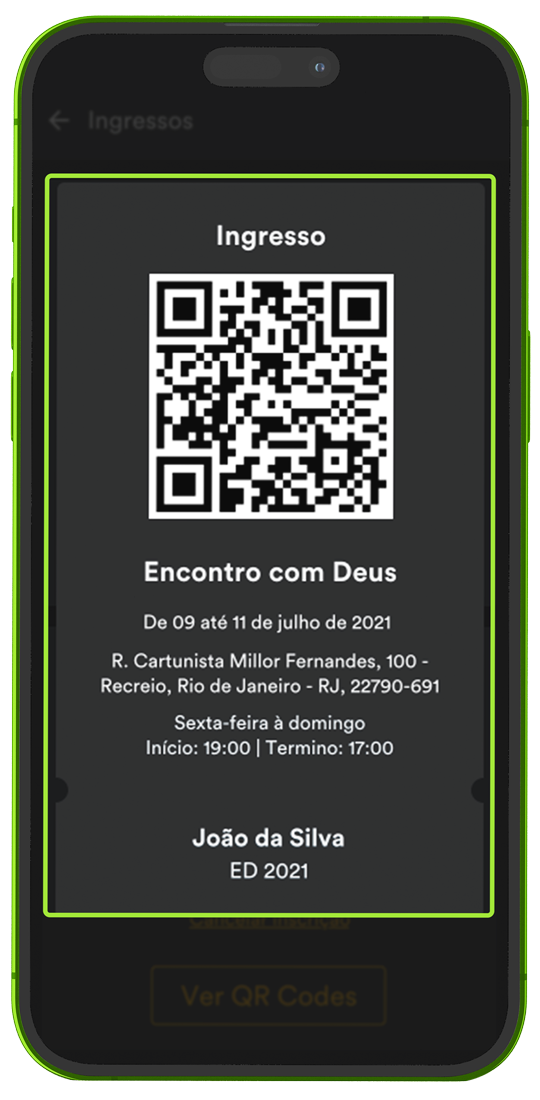 Ingressos
Ingresso
Encontro com Deus
De 09 até 11 de julho de 2021
R. Cartunista Millor Fernandes, 100 -
Recreio, Rio de Janeiro - RJ, 22790-691
Sexta-feira à domingo
Início: 19:00 | Termino: 17:00
João da Silva
ED 2021
Cancelar inscrição
Ver QR Codes